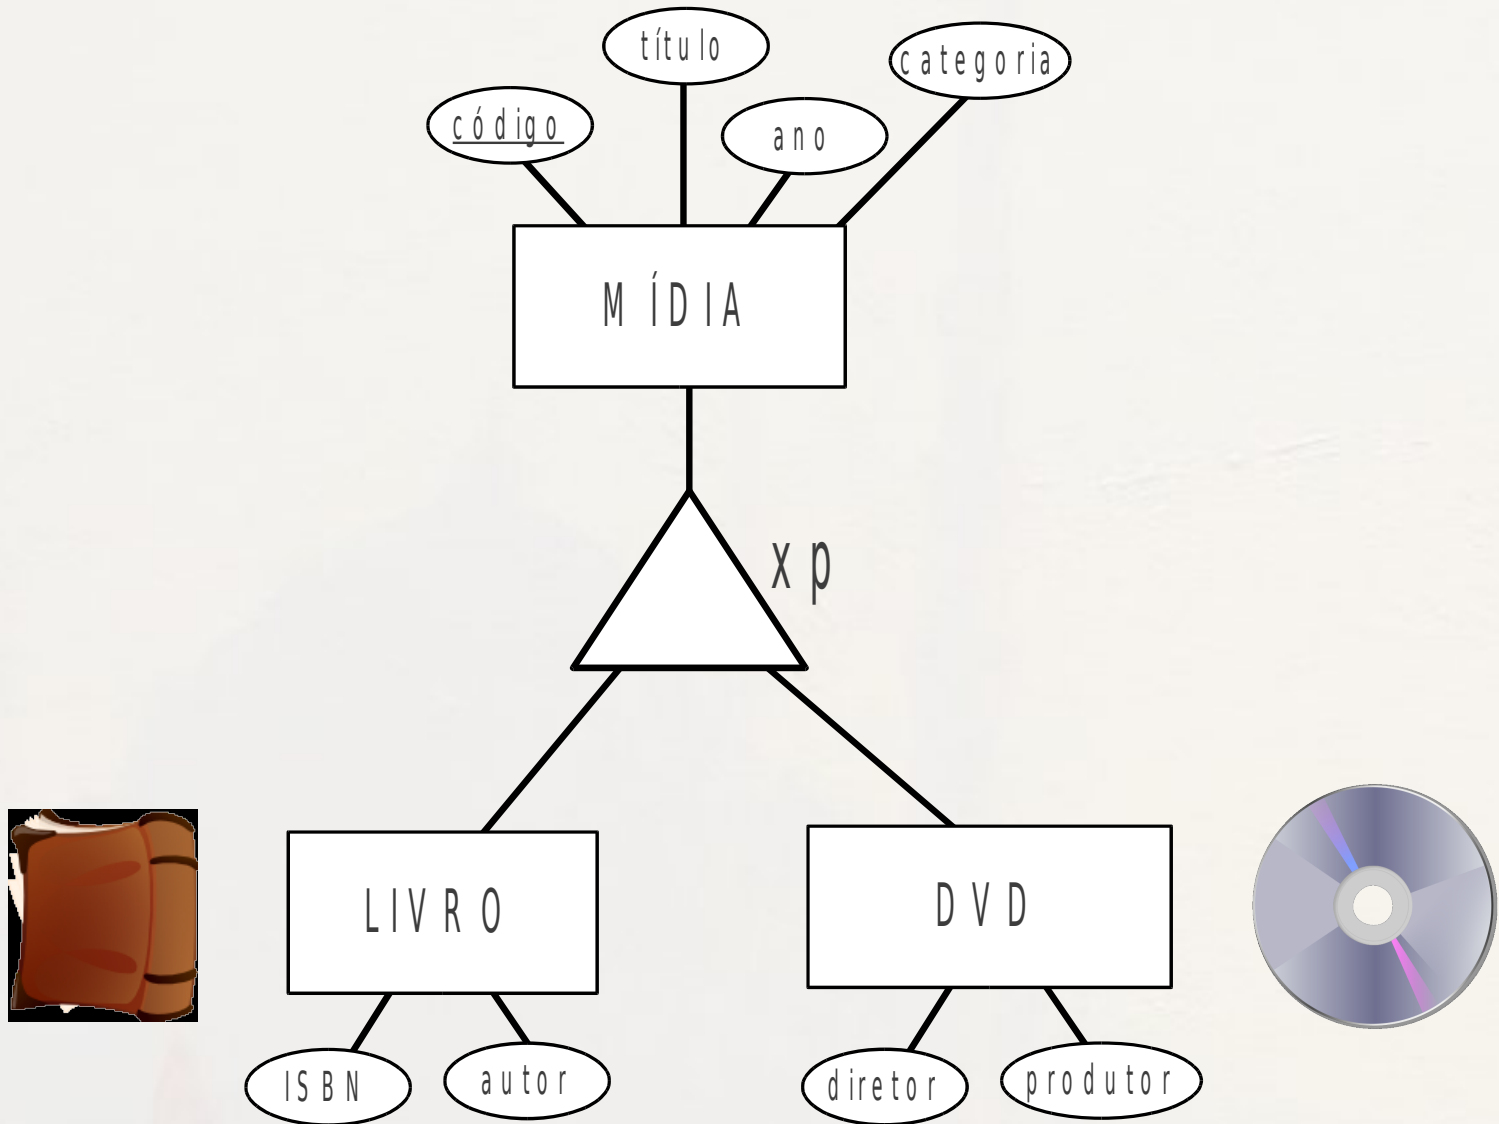 título
categoria
código
ano
MÍDIA
xp
LIVRO
DVD
ISBN
autor
diretor
produtor